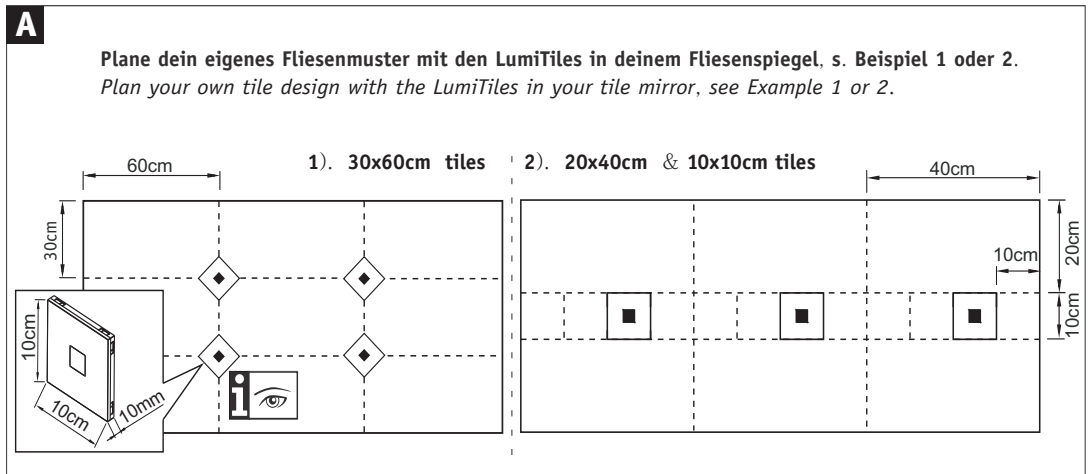 A
Plane dein eigenes Fliesenmuster mit den LumiTiles in deinem Fliesenspiegel, s. Beispiel 1 oder 2.
Plan your own tile design with the LumiTiles in your tile mirror, see Example 1 or 2.
1). 30x60cm tiles
60cm
30cm
10cm
10cm
10mm
i
2). 20x40cm & 10x10cm tiles
40cm
20cm
10cm
10cm